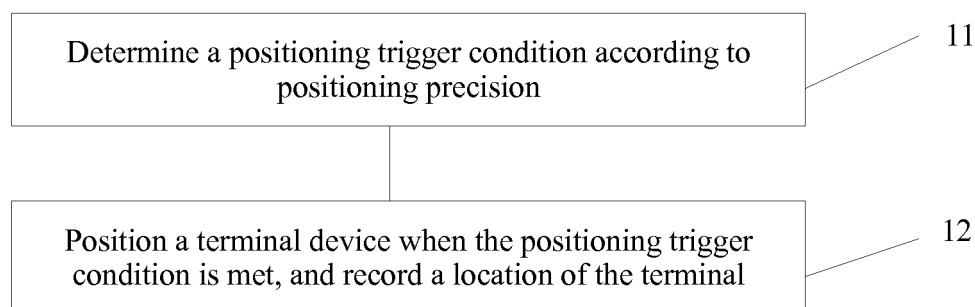 Determine a positioning trigger condition according to
positioning precision
11
Position a terminal device when the positioning trigger
condition is met, and record a location of the terminal
12